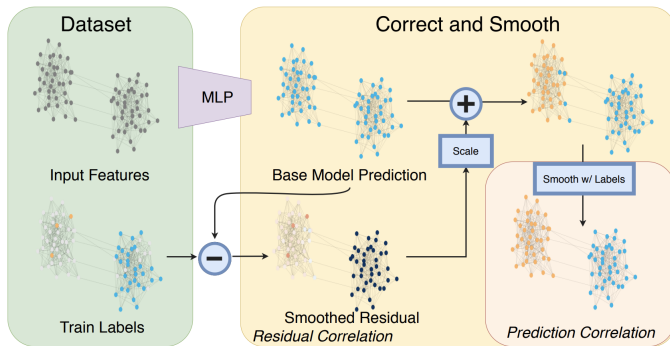 Dataset
Correct and Smooth
MLP
+
Scale
Input Features
Base Model Prediction
Smooth w/ Labels
−
Train Labels
Smoothed Residual
Residual Correlation
Prediction Correlation